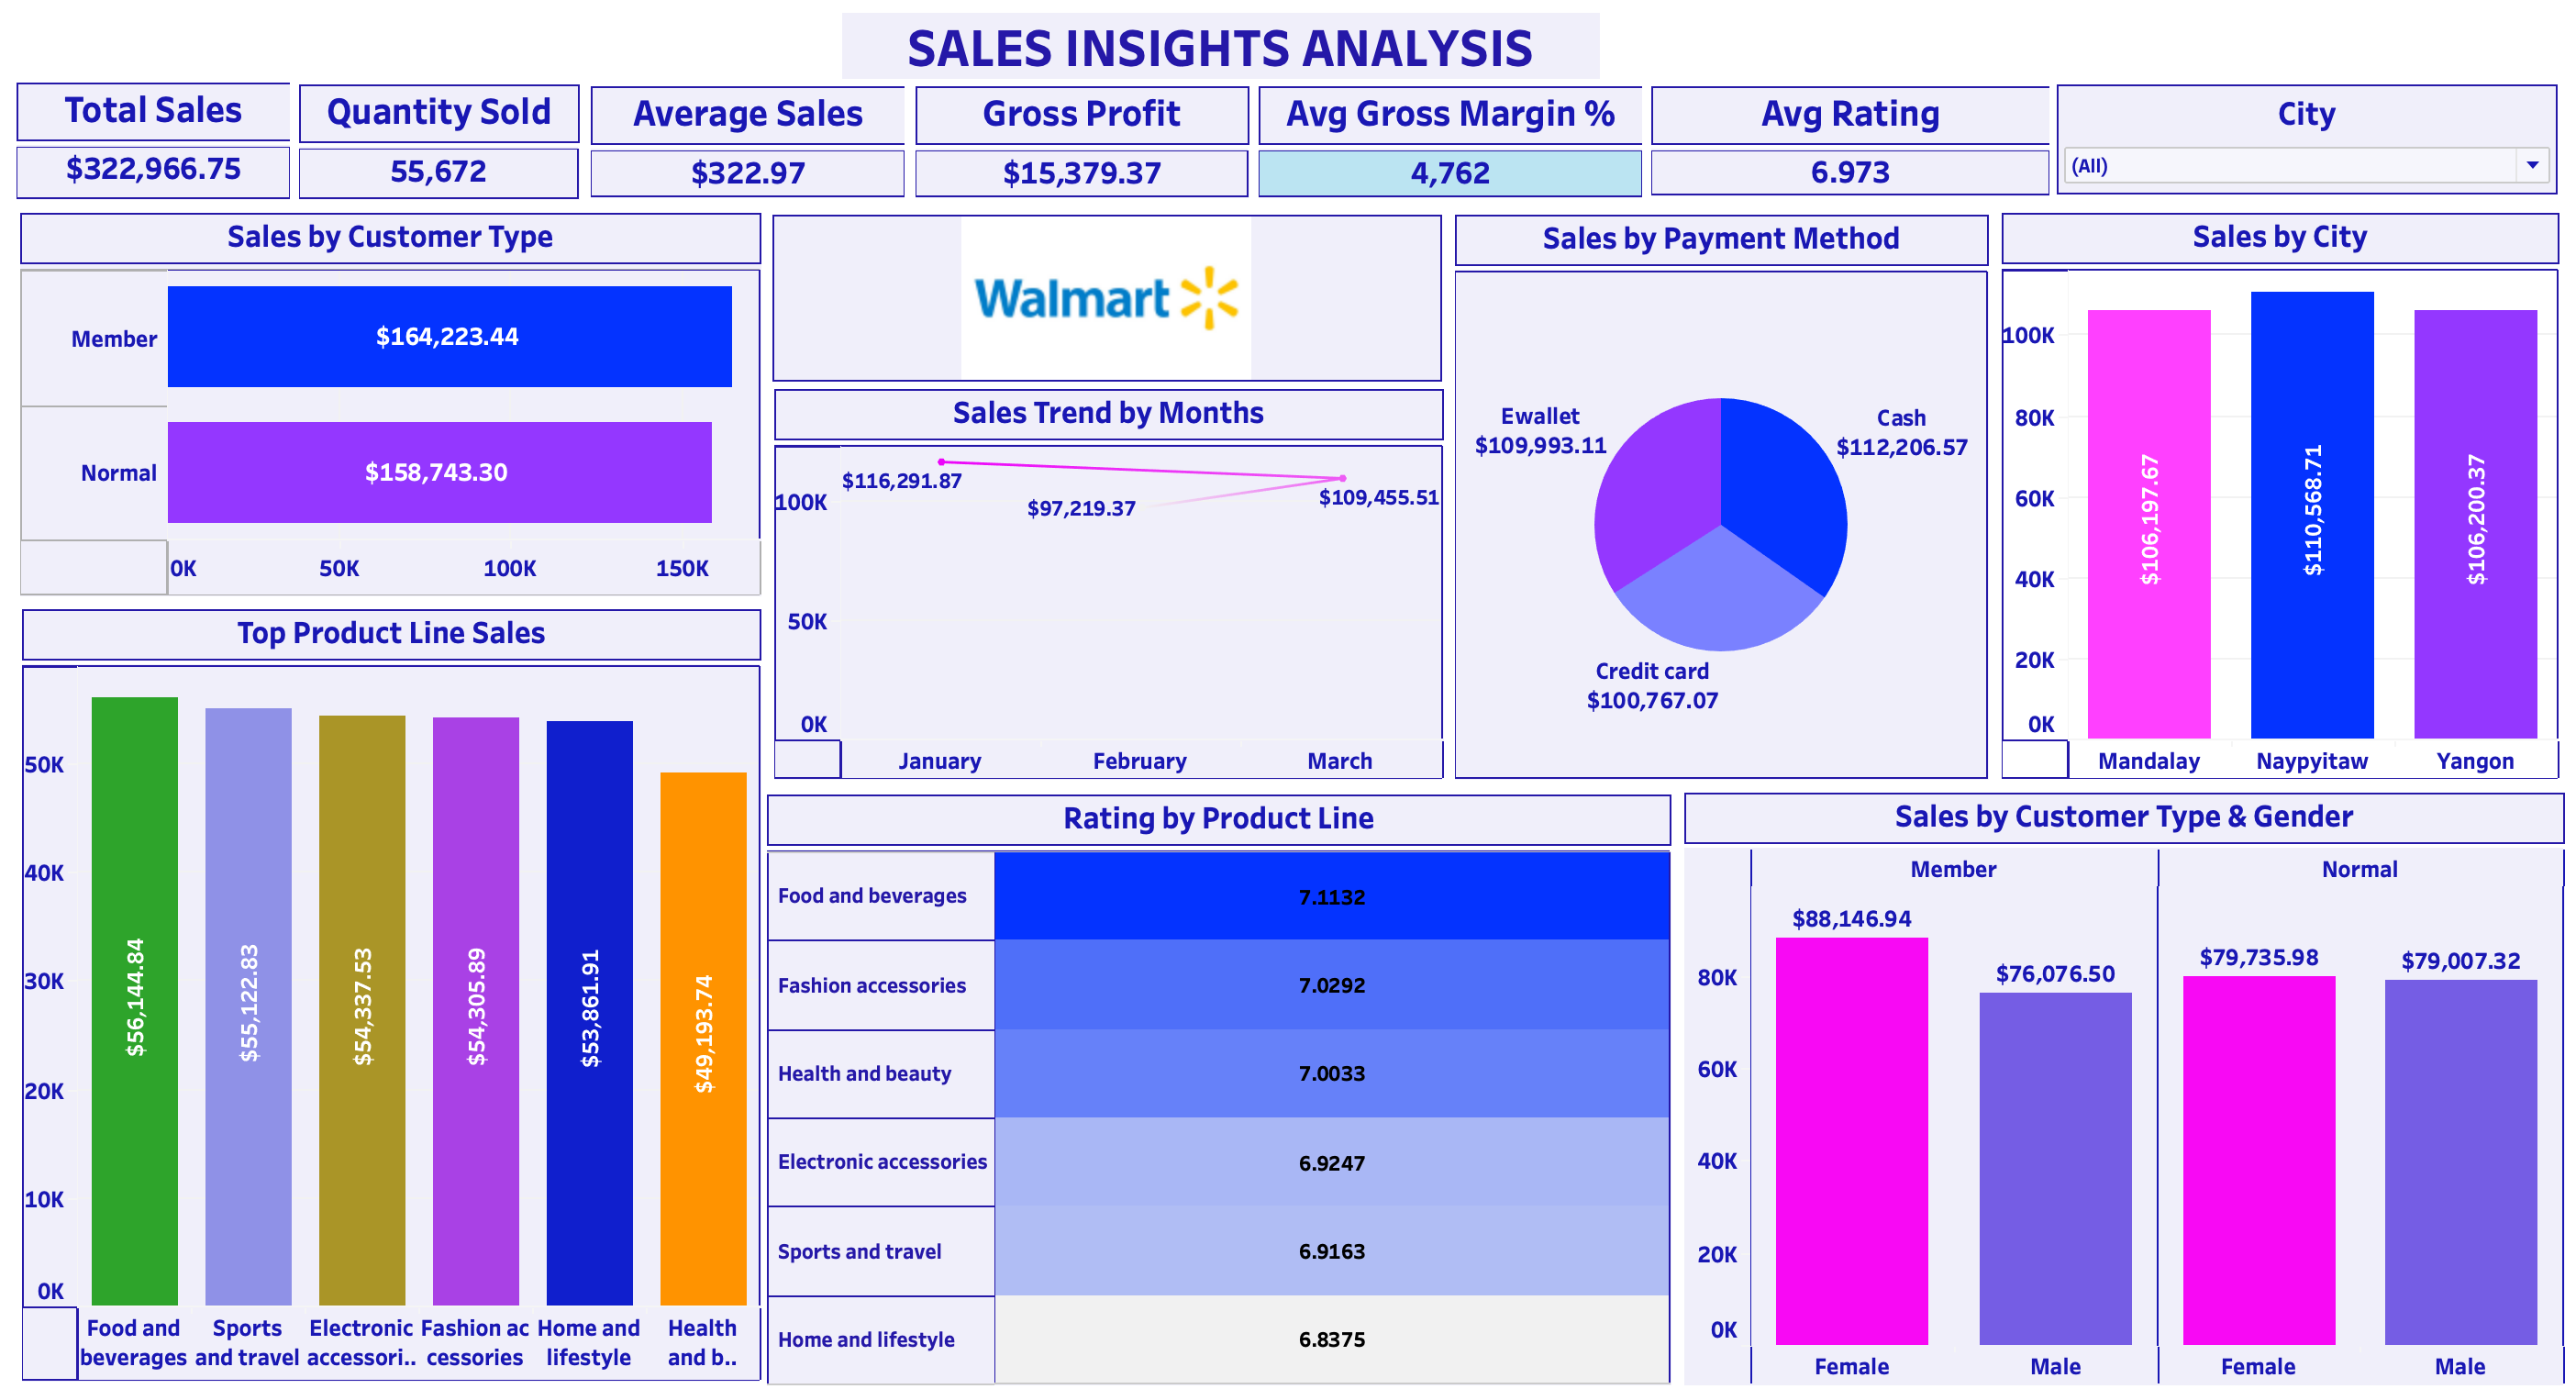 SALES INSIGHTS ANALYSIS
Total Sales
$322,966.75
Quantity Sold
55,672
Average Sales
$322.97
Gross Profit
$15,379.37
Avg Gross Margin %
4,762
Avg Rating
6.973
City
(All)
Sales by Customer Type
Member
$164,223.44
Normal
$158,743.30
0K
50K
100K
150K
Walmart
Sales Trend by Months
100K
50K
0K
$116,291.87
$97,219.37
$109,455.51
January
February
March
Sales by Payment Method
Ewallet
$109,993.11
Cash
$112,206.57
Credit card
$100,767.07
Sales by City
100K
80K
60K
40K
20K
0K
$106,197.67
$110,568.71
$106,200.37
Mandalay
Naypyitaw
Yangon
Top Product Line Sales
50K
40K
30K
20K
10K
0K
$56,144.84
$55,122.83
$54,337.53
$54,305.89
$53,861.91
$49,193.74
Food and
beverages
Sports
and travel
Electronic
accessori..
Fashion ac
cessories
Home and
lifestyle
Health
and b..
Rating by Product Line
Food and beverages
7.1132
Fashion accessories
7.0292
Health and beauty
7.0033
Electronic accessories
6.9247
Sports and travel
6.9163
Home and lifestyle
6.8375
Sales by Customer Type & Gender
Member
Normal
80K
60K
40K
20K
0K
$88,146.94
$76,076.50
$79,735.98
$79,007.32
Female
Male
Female
Male